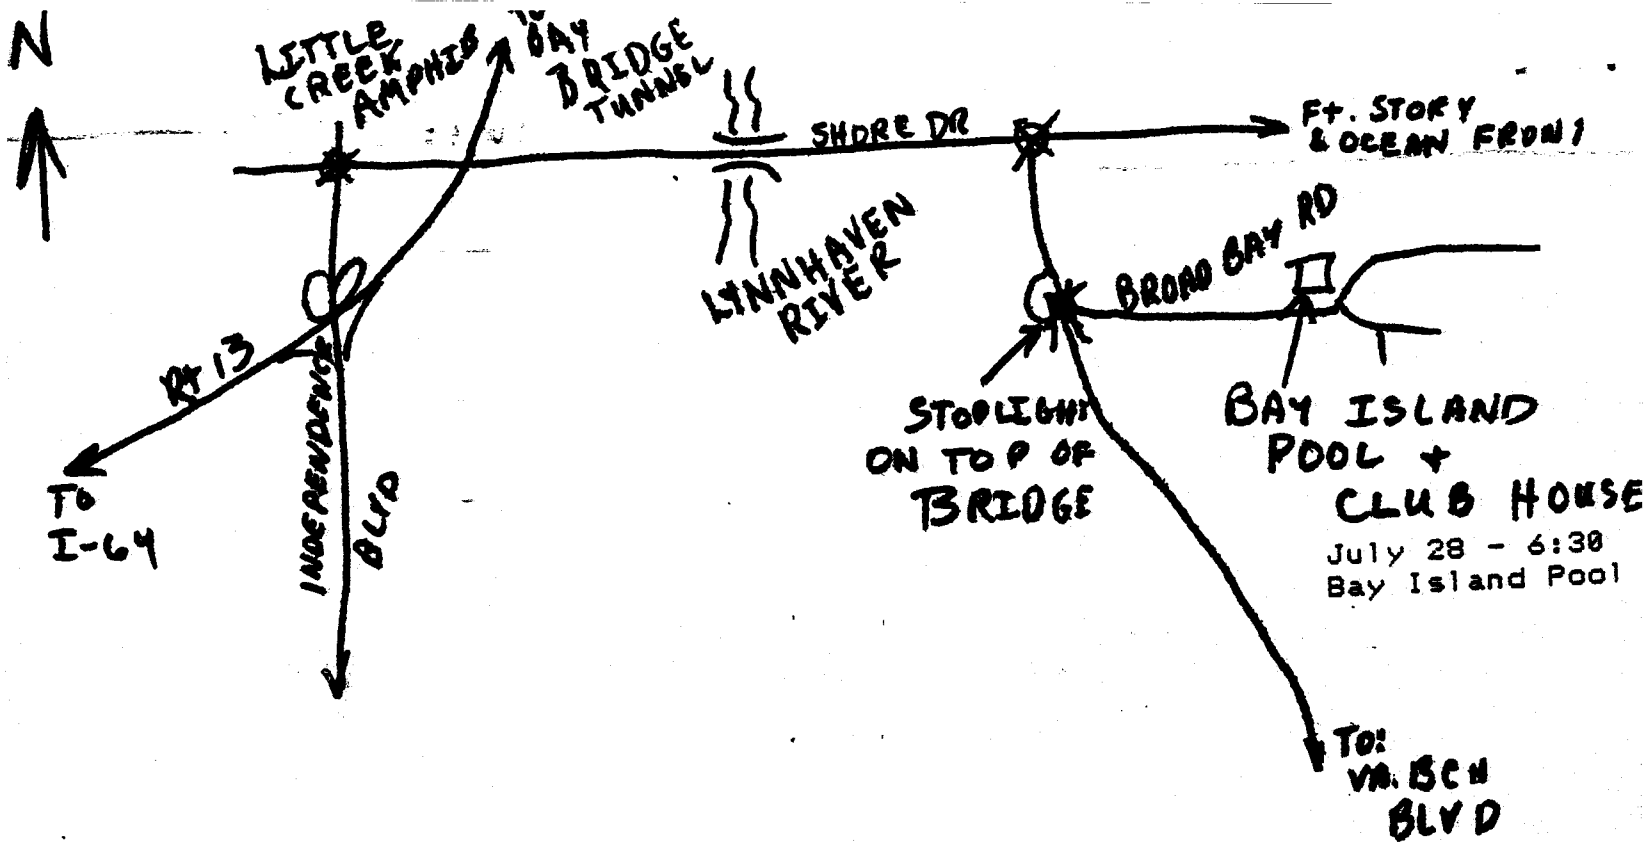 N
LITTLE
CREEK
AMPHIB
TO
BAY
BRIDGE
TUNNEL
SHORE DR
Ft. STORY
& OCEAN FRONT
LYNNHAVEN
RIVER
BROAD BAY RD
Rt 13
TO
I-64
INDEPENDENCE
BLVD
STOPLIGHT
ON TOP OF
BRIDGE
BAY ISLAND
POOL +
CLUB HOUSE
July 28 - 6:30
Bay Island Pool
TO:
VA. BCH
BLVD